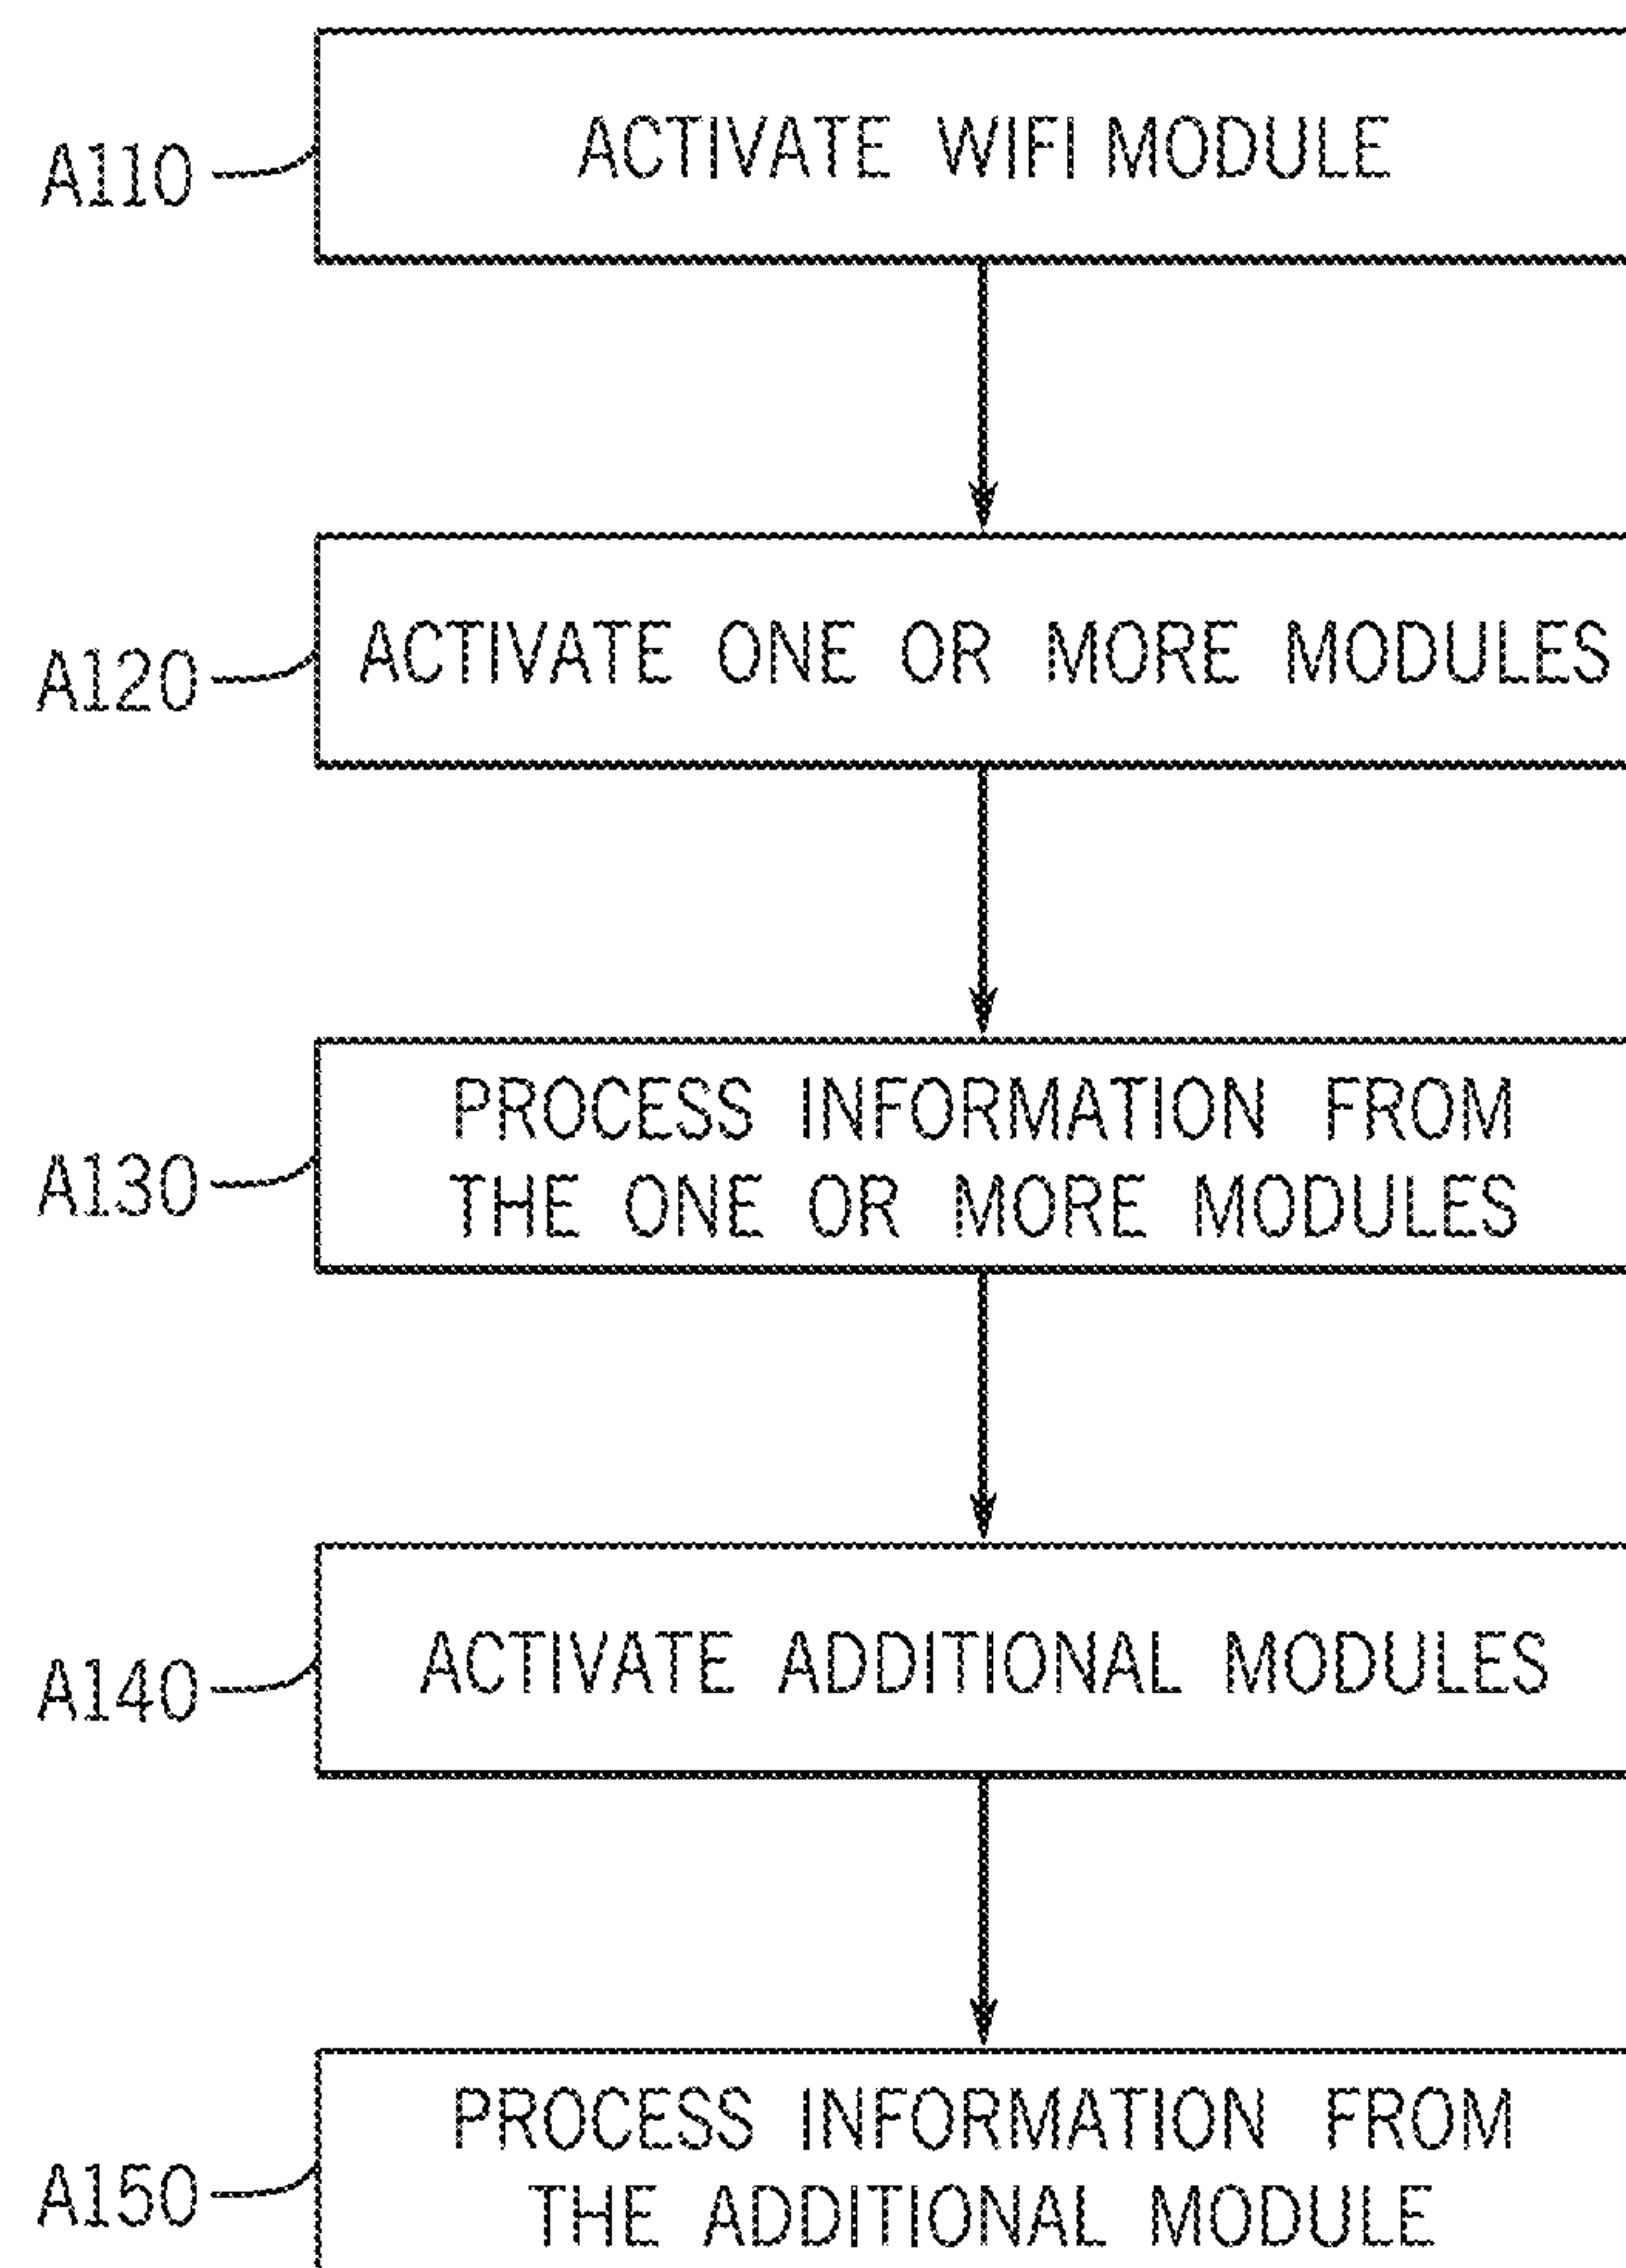 A110
ACTIVATE WIFI MODULE
A120
ACTIVATE ONE OR MORE MODULES
A130
PROCESS INFORMATION FROM
THE ONE OR MORE MODULES
A140
ACTIVATE ADDITIONAL MODULES
A150
PROCESS INFORMATION FROM
THE ADDITIONAL MODULE